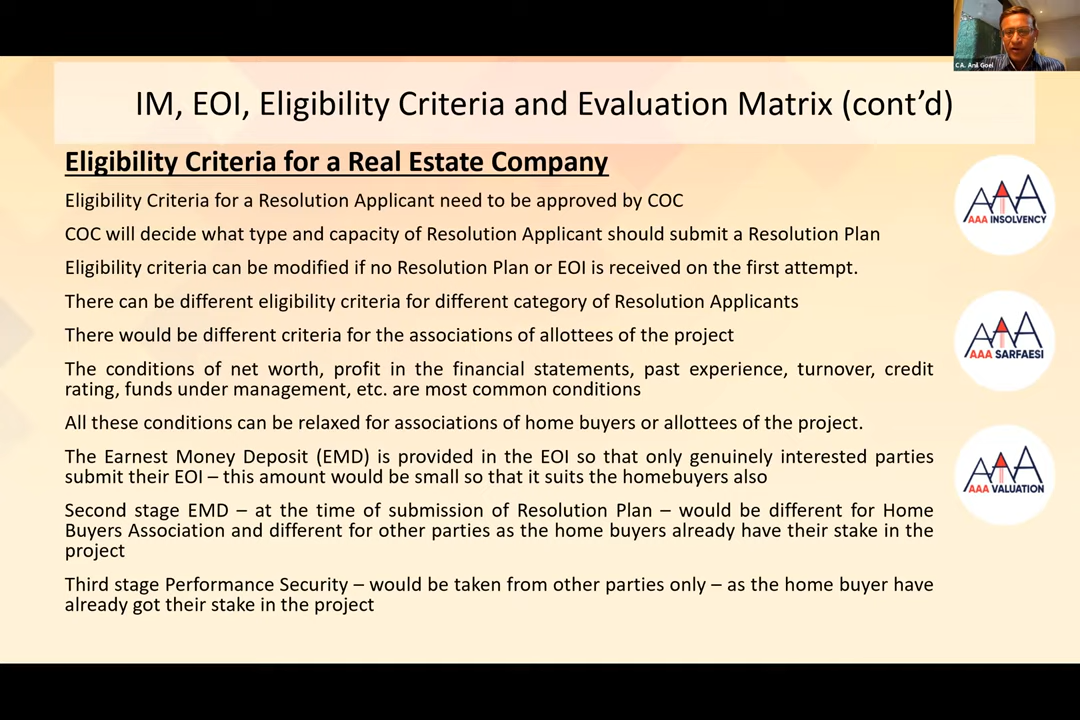 CA. Anil Goel
IM, EOI, Eligibility Criteria and Evaluation Matrix (cont’d)
Eligibility Criteria for a Real Estate Company
Eligibility Criteria for a Resolution Applicant need to be approved by COC
COC will decide what type and capacity of Resolution Applicant should submit a Resolution Plan
Eligibility criteria can be modified if no Resolution Plan or EOI is received on the first attempt.
There can be different eligibility criteria for different category of Resolution Applicants
There would be different criteria for the associations of allottees of the project
The conditions of net worth, profit in the financial statements, past experience, turnover, credit
rating, funds under management, etc. are most common conditions
All these conditions can be relaxed for associations of home buyers or allottees of the project.
The Earnest Money Deposit (EMD) is provided in the EOI so that only genuinely interested parties
submit their EOI – this amount would be small so that it suits the homebuyers also
Second stage EMD – at the time of submission of Resolution Plan – would be different for Home
Buyers Association and different for other parties as the home buyers already have their stake in the
project
Third stage Performance Security – would be taken from other parties only – as the home buyer have
already got their stake in the project
AAA
AAA INSOLVENCY
AAA
AAA SARFAESI
AAA
AAA VALUATION